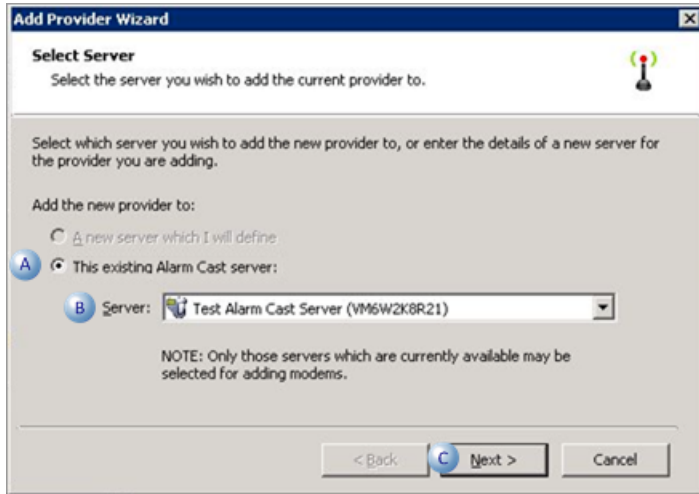 Add Provider Wizard
Select Server
Select the server you wish to add the current provider to.
Select which server you wish to add the new provider to, or enter the details of a new server for
the provider you are adding.
Add the new provider to:
A new server which I will define
A This existing Alarm Cast server:
B Server: Test Alarm Cast Server (VM6W2K8R21)
NOTE: Only those servers which are currently available may be
selected for adding modems.
< Back C Next > Cancel